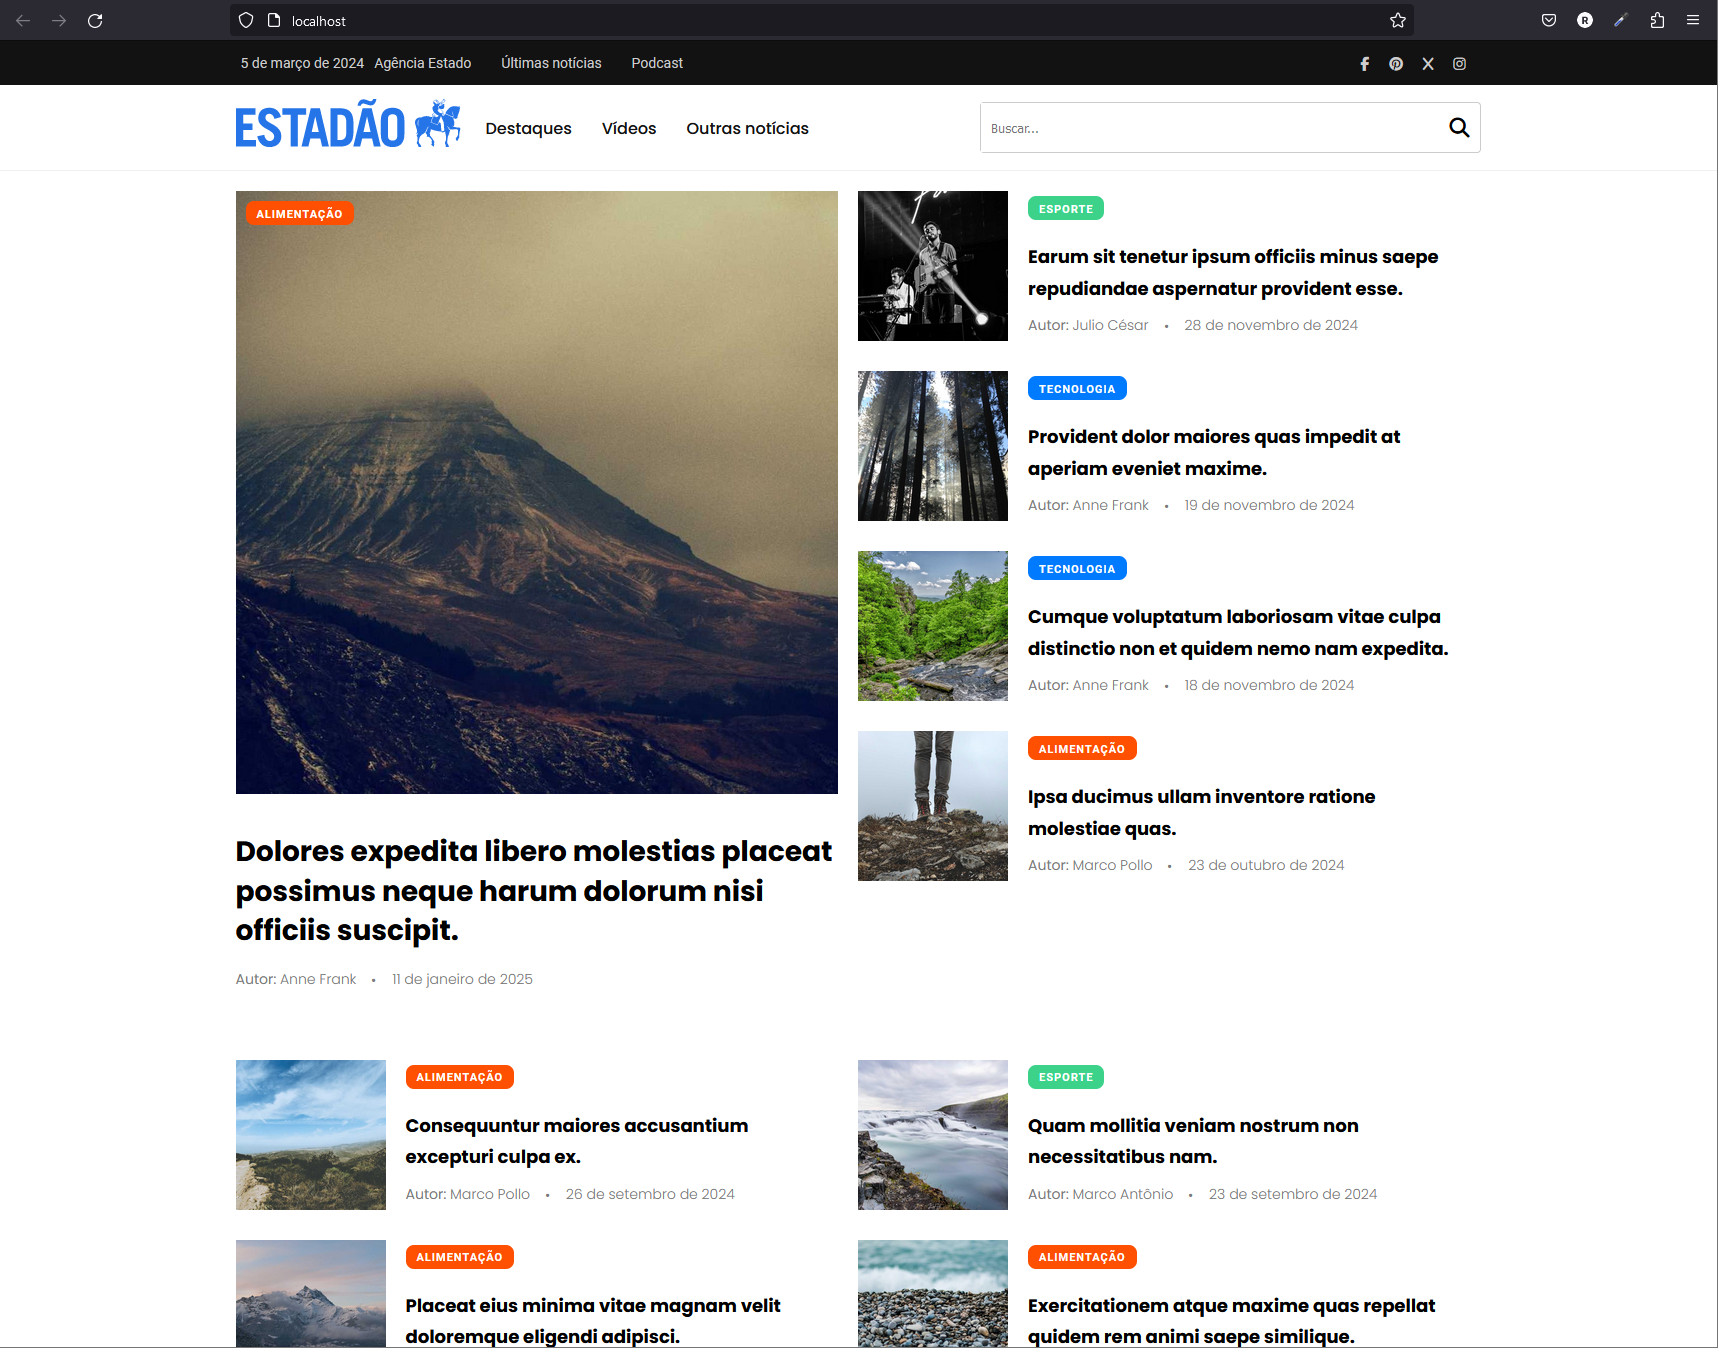 localhost
5 de março de 2024 Agência Estado Últimas notícias Podcast
ESTADÃO
Destaques Vídeos Outras notícias
Buscar...
ALIMENTAÇÃO
Dolores expedita libero molestias placeat
possimus neque harum dolorum nisi
officiis suscipit.
Autor: Anne Frank • 11 de janeiro de 2025
ESPORTE
Earum sit tenetur ipsum officiis minus saepe
repudiandae aspernatur provident esse.
Autor: Julio César • 28 de novembro de 2024
TECNOLOGIA
Provident dolor maiores quas impedit at
aperiam eveniet maxime.
Autor: Anne Frank • 19 de novembro de 2024
TECNOLOGIA
Cumque voluptatum laboriosam vitae culpa
distinctio non et quidem nemo nam expedita.
Autor: Anne Frank • 18 de novembro de 2024
ALIMENTAÇÃO
Ipsa ducimus ullam inventore ratione
molestiae quas.
Autor: Marco Pollo • 23 de outubro de 2024
ALIMENTAÇÃO
Consequuntur maiores accusantium
excepturi culpa ex.
Autor: Marco Pollo • 26 de setembro de 2024
ESPORTE
Quam mollitia veniam nostrum non
necessitatibus nam.
Autor: Marco Antônio • 23 de setembro de 2024
ALIMENTAÇÃO
Placeat eius minima vitae magnam velit
doloremque eligendi adipisci.
ALIMENTAÇÃO
Exercitationem atque maxime quas repellat
quidem rem animi saepe similique.